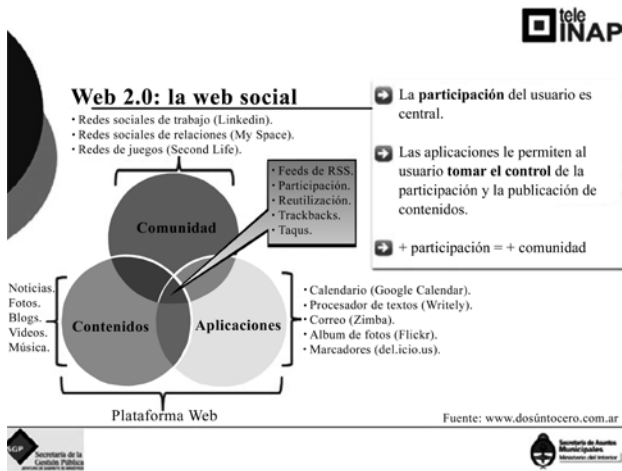 tele
INAP
Web 2.0: la web social
· Redes sociales de trabajo (Linkedin).
· Redes sociales de relaciones (My Space).
· Redes de juegos (Second Life).
· Feeds de RSS.
· Participación.
· Reutilización.
· Trackbacks.
· Taqus.
Comunidad
Contenidos
Aplicaciones
Noticias.
Fotos.
Blogs.
Videos.
Música.
· Calendario (Google Calendar).
· Procesador de textos (Writely).
· Correo (Zimba).
· Album de fotos (Flickr).
· Marcadores (del.icio.us).
Plataforma Web
La participación del usuario es
central.
Las aplicaciones le permiten al
usuario tomar el control de la
participación y la publicación de
contenidos.
+ participación = + comunidad
Fuente: www.dosúntocero.com.ar
SGP
Secretaría de la
Gestión Pública
Secretaría de Asuntos
Municipales
Ministerio del Interior